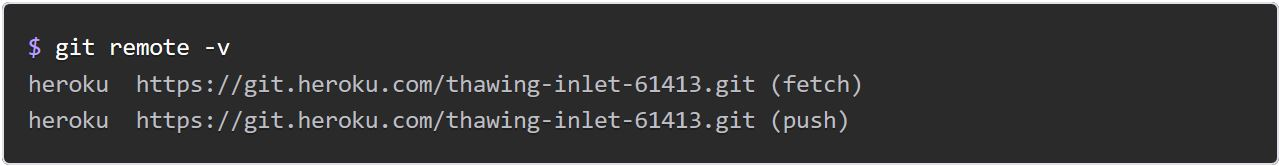 $ git remote -v
heroku  https://git.heroku.com/thawing-inlet-61413.git (fetch)
heroku  https://git.heroku.com/thawing-inlet-61413.git (push)